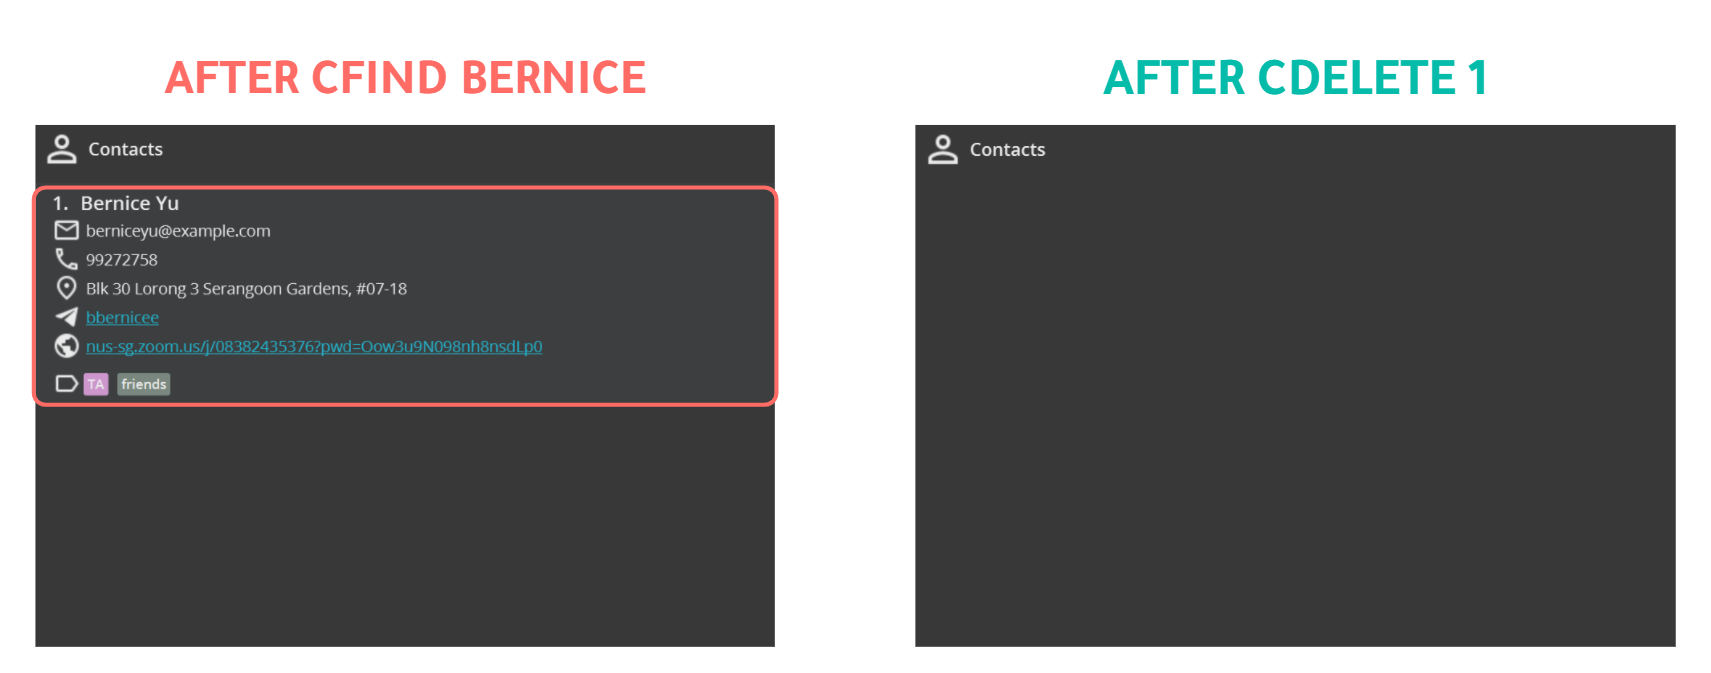 AFTER CFIND BERNICE
Contacts
1. Bernice Yu
berniceyu@example.com
99272758
Blk 30 Lorong 3 Serangoon Gardens, #07-18
bbernicee
nus-sg.zoom.us/j/08382435376?pwd=Oow3u9N098nh8nsdLp0
TA friends
AFTER CDELETE 1
Contacts